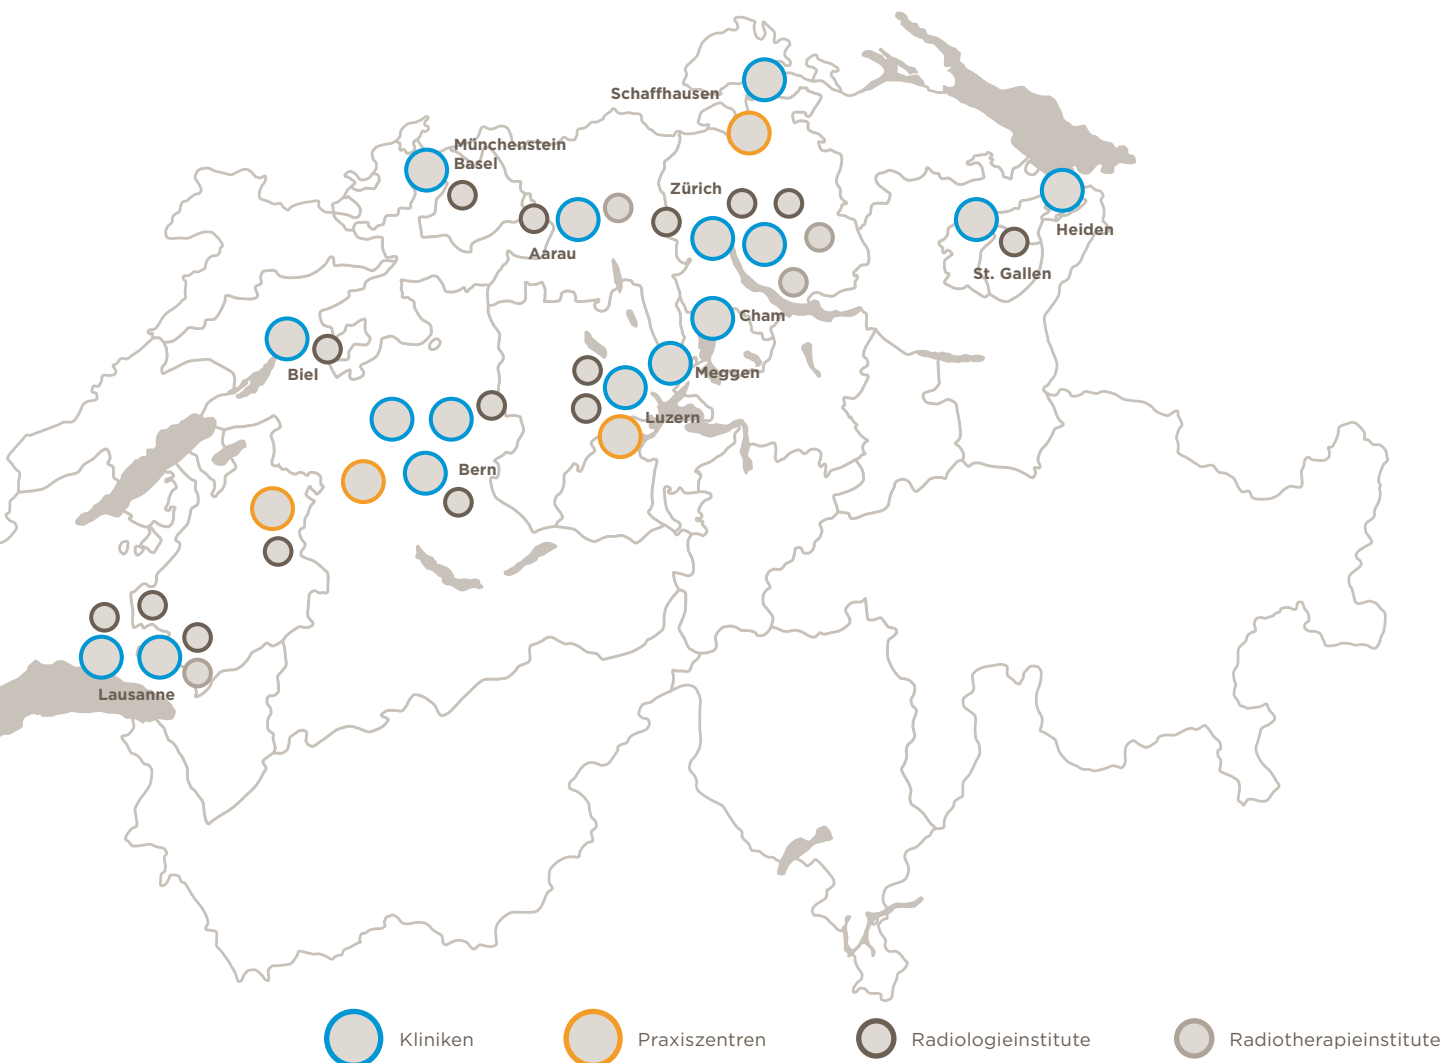 Schaffhausen
Münchenstein
Basel
Zürich
Aarau
Heiden
St. Gallen
Cham
Biel
Meggen
Luzern
Bern
Lausanne
Kliniken
Praxiszentren
Radiologieinstitute
Radiotherapieinstitute